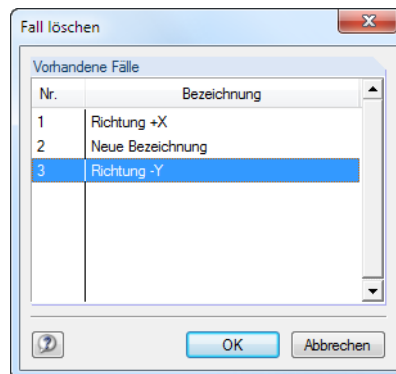 Fall löschen
Vorhandene Fälle
Nr. Bezeichnung
1 Richtung +X
2 Neue Bezeichnung
3 Richtung -Y
OK Abbrechen